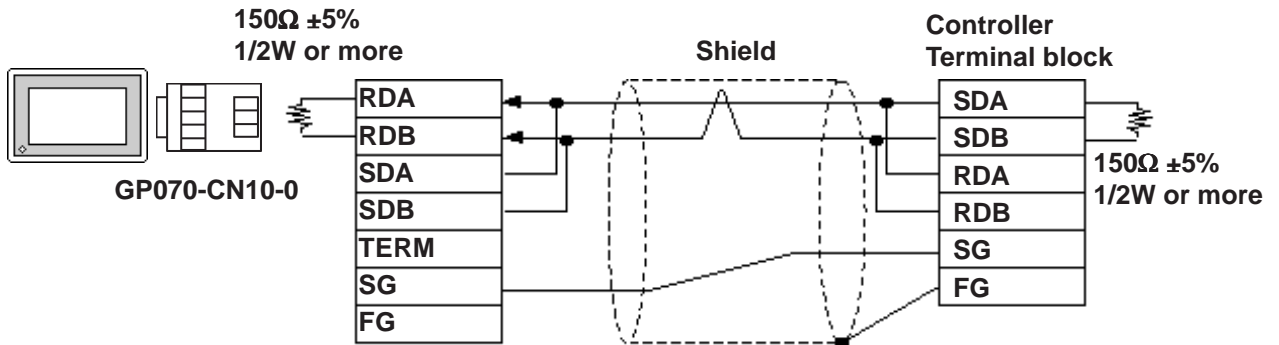 150Ω ±5%
1/2W or more
GP070-CN10-0
RDA
RDB
SDA
SDB
TERM
SG
FG
Shield
Controller
Terminal block
SDA
SDB
RDA
RDB
SG
FG
150Ω ±5%
1/2W or more